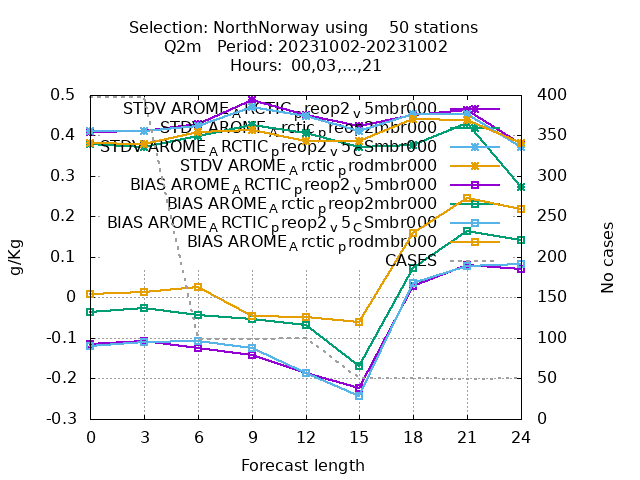 Selection: NorthNorway using    50 stations
Q2m   Period: 20231002-20231002
Hours:  00,03,...,21
STDV AROME_ARCTIC_preop2_v5mbr000
STDV AROME_Arctic_preop2mbr000
STDV AROME_ARCTIC_preop2_v5_CSmbr000
STDV AROME_Arctic_prodmbr000
BIAS AROME_ARCTIC_preop2_v5mbr000
BIAS AROME_Arctic_preop2mbr000
BIAS AROME_ARCTIC_preop2_v5_CSmbr000
BIAS AROME_Arctic_prodmbr000
CASES
0.5
0.4
0.3
0.2
0.1
0
-0.1
-0.2
-0.3
g/Kg
400
350
300
250
200
150
100
50
0
No cases
0 3 6 9 12 15 18 21 24
Forecast length